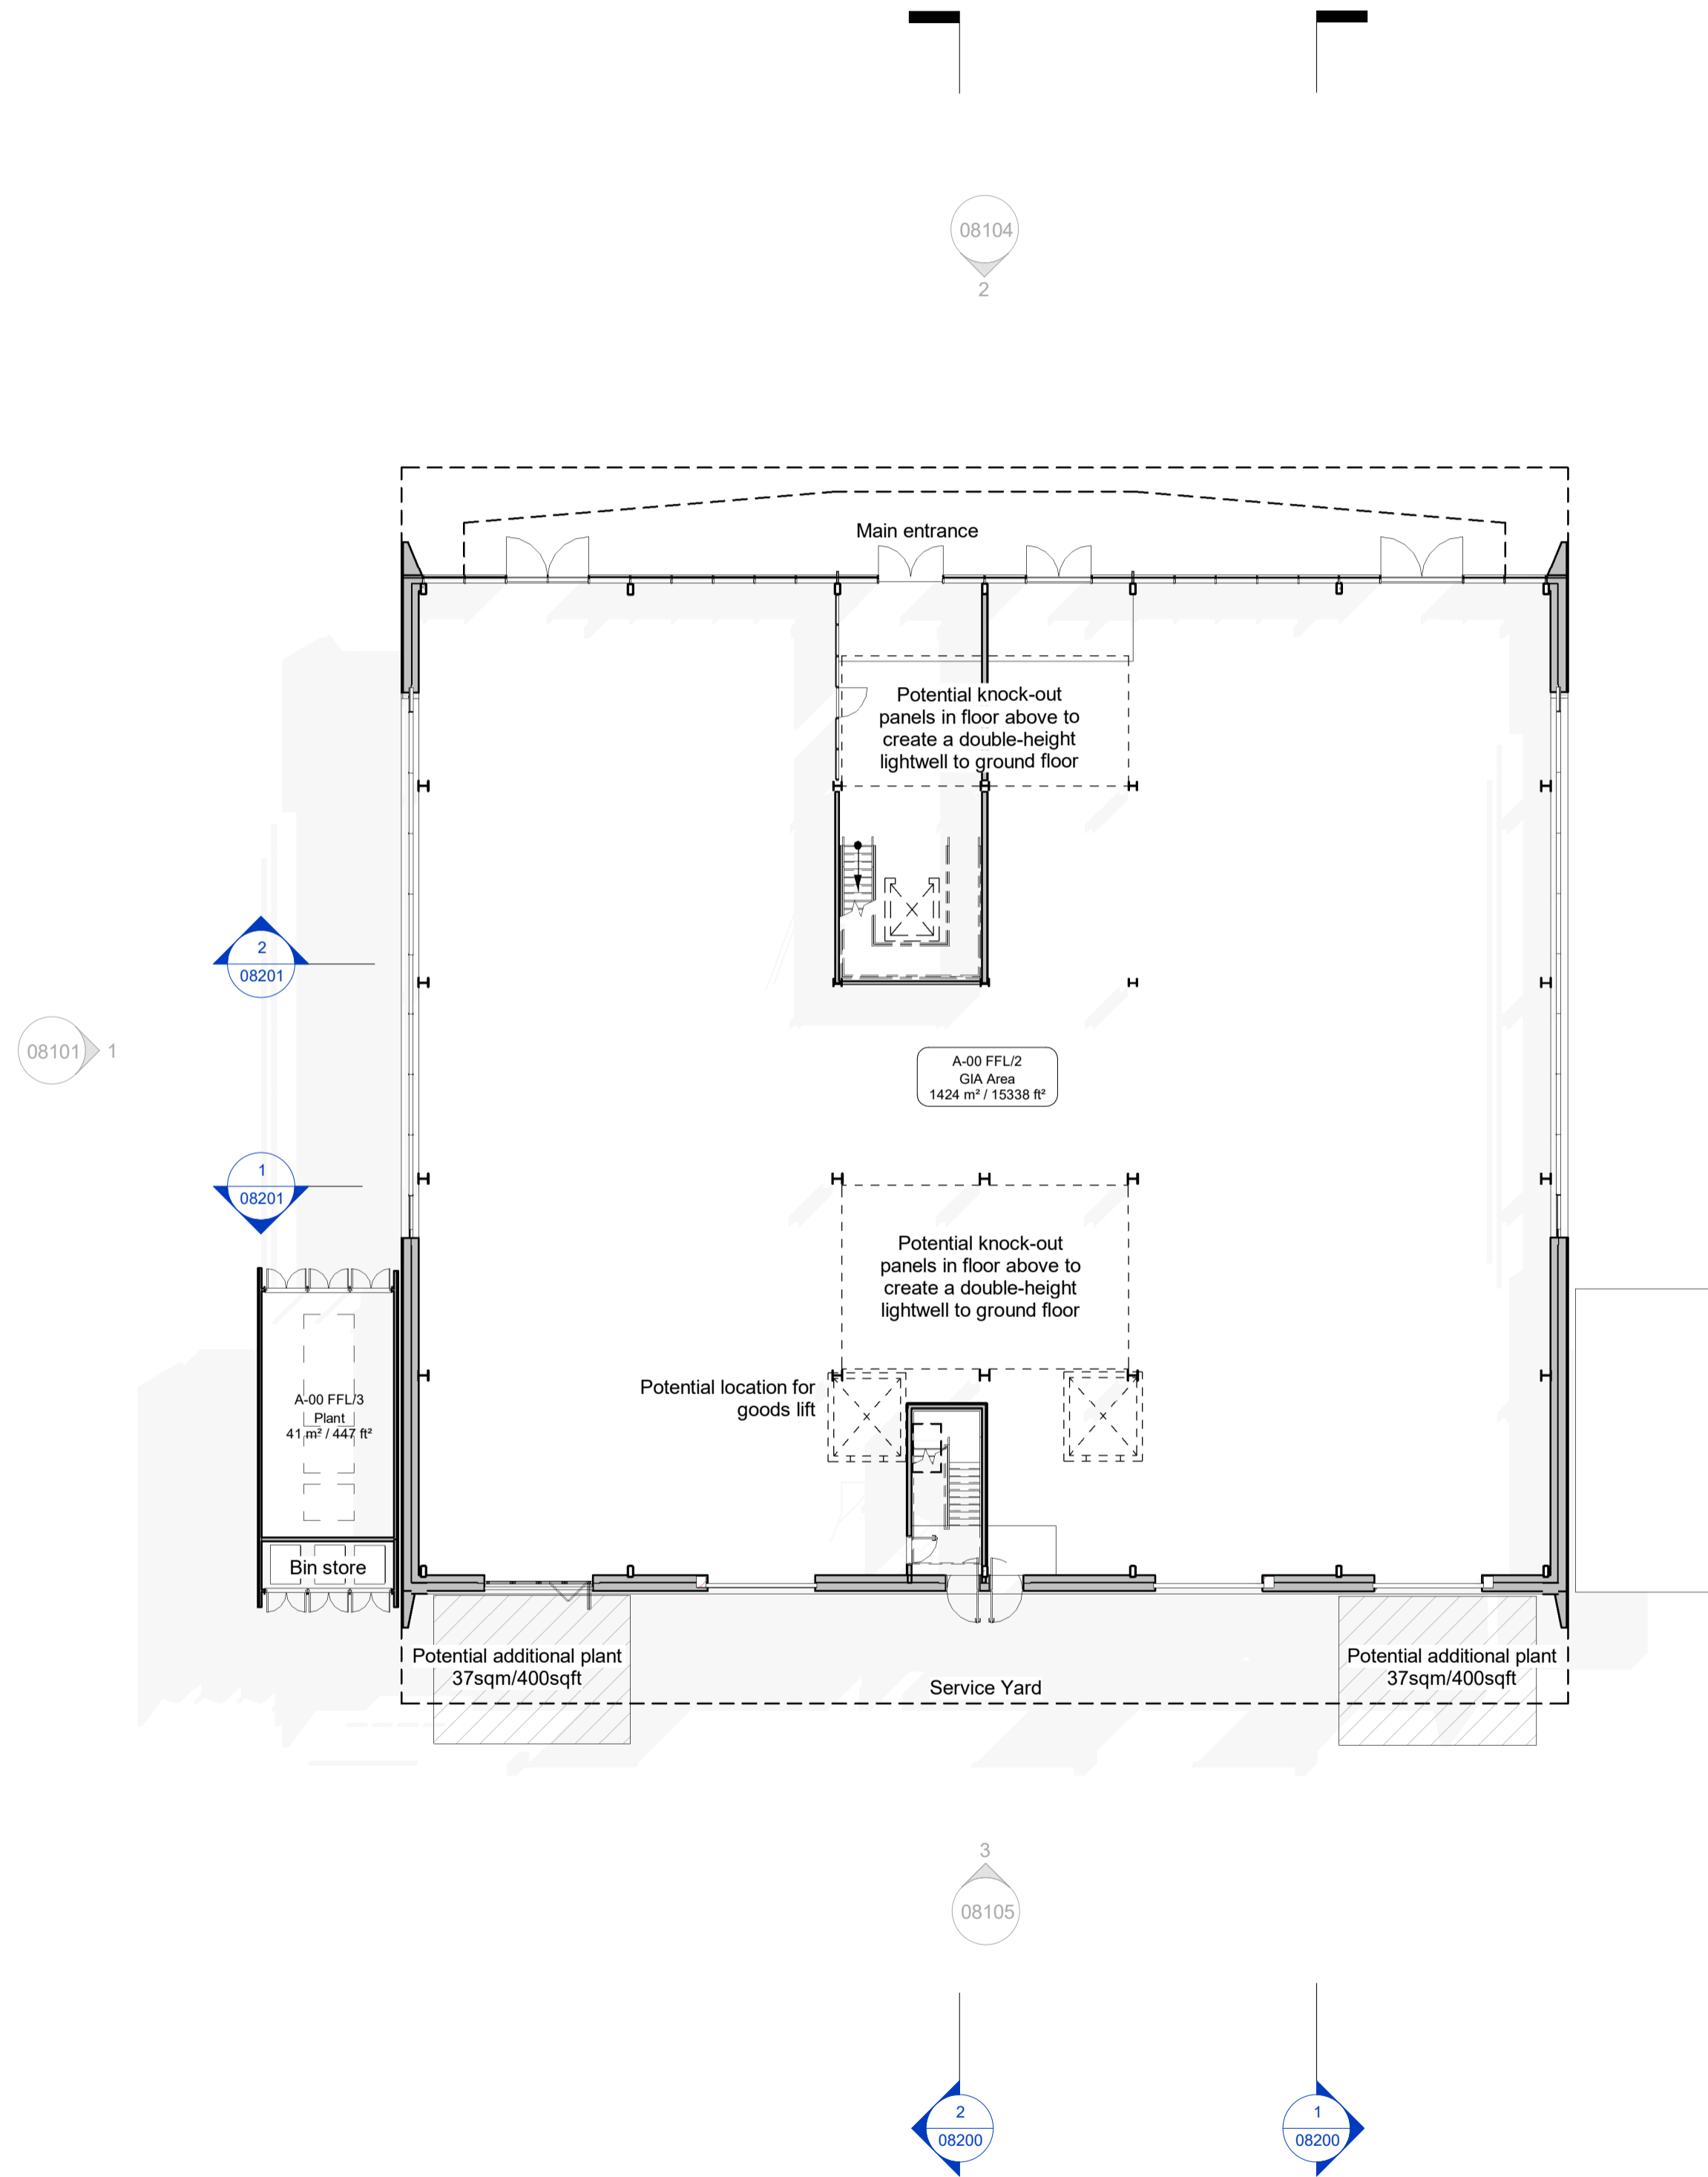 08104
2
Main entrance
Potential knock-out
panels in floor above to
create a double-height
lightwell to ground floor
2
08201
08101
1
A-00 FFL/2
GIA Area
1424 m² / 15338 ft²
1
08201
Potential knock-out
panels in floor above to
create a double-height
lightwell to ground floor
Potential location for
goods lift
A-00 FFL/3
Plant
41 m² / 447 ft²
Bin store
Potential additional plant
37sqm/400sqft
Service Yard
Potential additional plant
37sqm/400sqft
3
08105
2
08200
1
08200